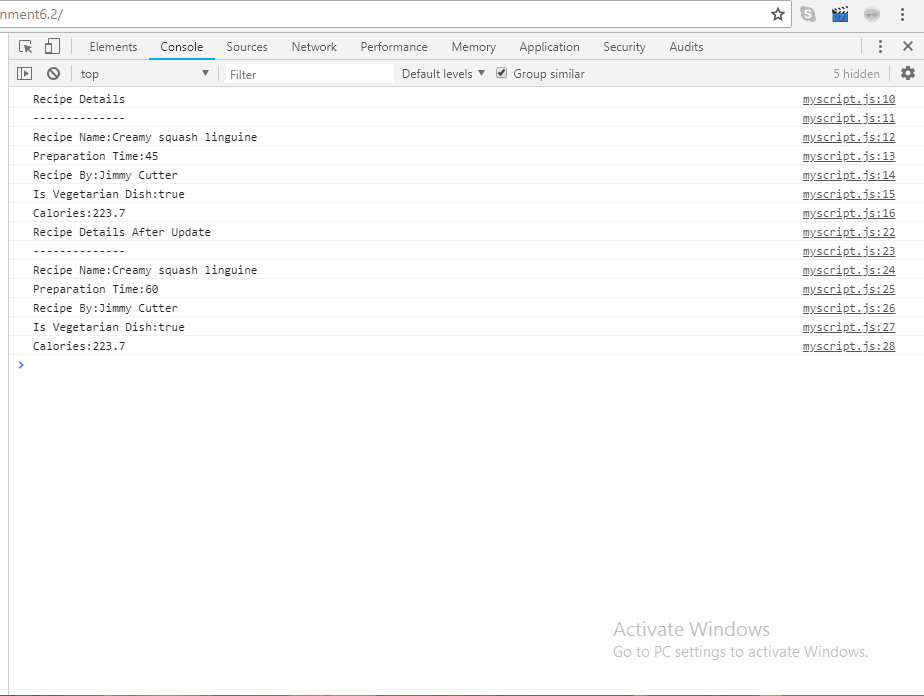 nment6.2/
Elements Console Sources Network Performance Memory Application Security Audits
top Filter Default levels Group similar 5 hidden
Recipe Details myscript.js:10
-------------- myscript.js:11
Recipe Name:Creamy squash linguine myscript.js:12
Preparation Time:45 myscript.js:13
Recipe By:Jimmy Cutter myscript.js:14
Is Vegetarian Dish:true myscript.js:15
Calories:223.7 myscript.js:16
Recipe Details After Update myscript.js:22
-------------- myscript.js:23
Recipe Name:Creamy squash linguine myscript.js:24
Preparation Time:60 myscript.js:25
Recipe By:Jimmy Cutter myscript.js:26
Is Vegetarian Dish:true myscript.js:27
Calories:223.7 myscript.js:28
Activate Windows
Go to PC settings to activate Windows.